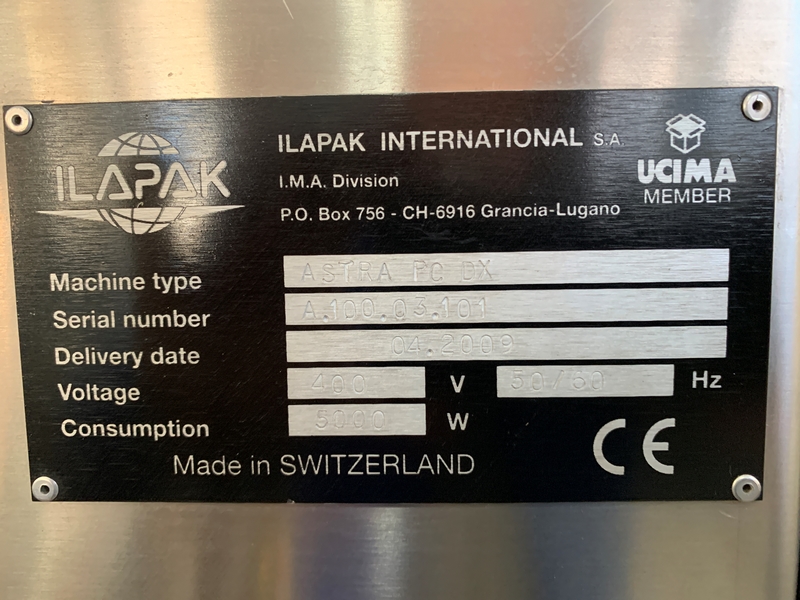 ILAPAK
ILAPAK INTERNATIONAL S.A.
I.M.A. Division
P.O. Box 756 - CH-6916 Grancia-Lugano
UCIMA
MEMBER
Machine type ASTRA FC DX
Serial number A.100.03.101
Delivery date 04.2009
Voltage 400 V 50/60 Hz
Consumption 5000 W
Made in SWITZERLAND
CE